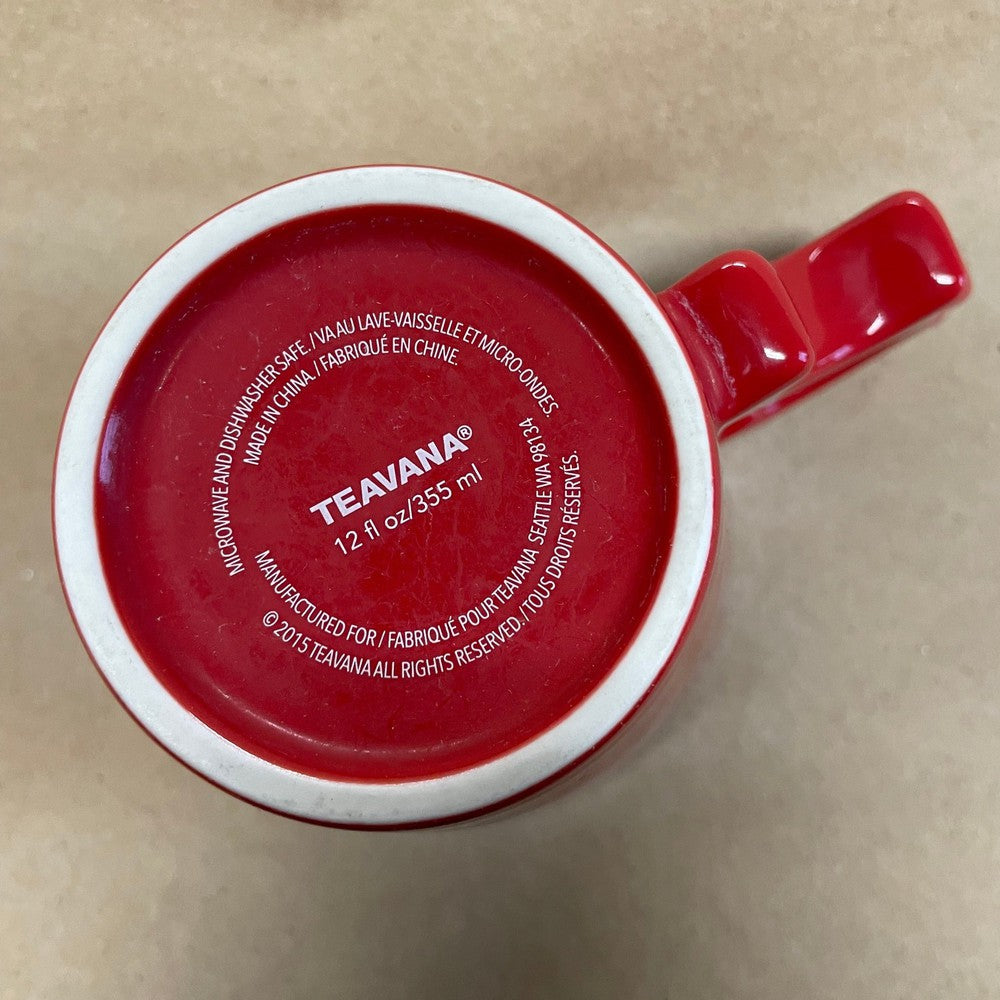 MICROWAVE AND DISHWASHER SAFE. / VA AU LAVE-VAISSELLE ET MICRO-ONDES.
MADE IN CHINA. / FABRIQUÉ EN CHINE.
TEAVANA®
12 fl oz/355 ml
MANUFACTURED FOR / FABRIQUÉ POUR TEAVANA SEATTLE WA 98134
© 2015 TEAVANA ALL RIGHTS RESERVED. / TOUS DROITS RÉSERVÉS.